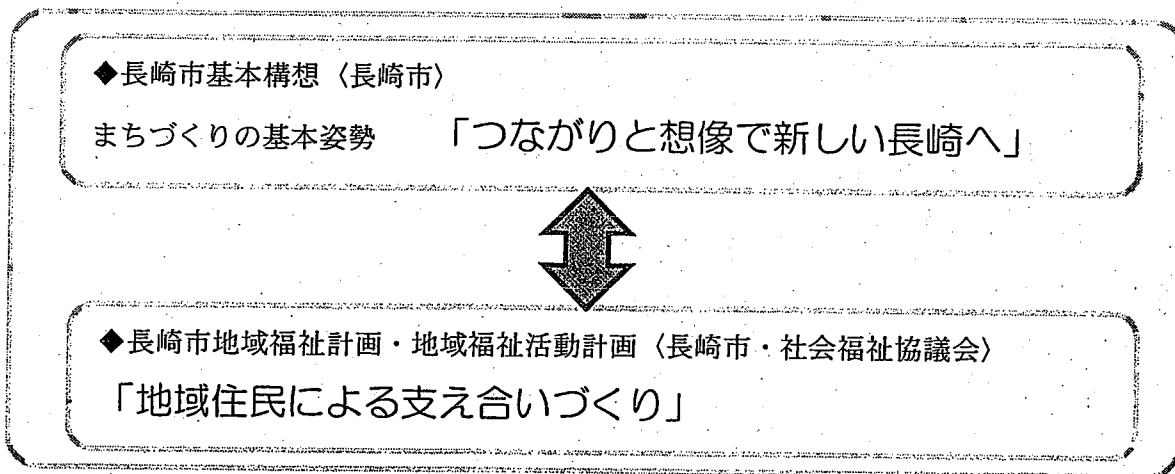 ◆長崎市基本構想〈長崎市〉
まちづくりの基本姿勢 「つながりと想像で新しい長崎へ」
◆長崎市地域福祉計画・地域福祉活動計画〈長崎市・社会福祉協議会〉
「地域住民による支え合いづくり」